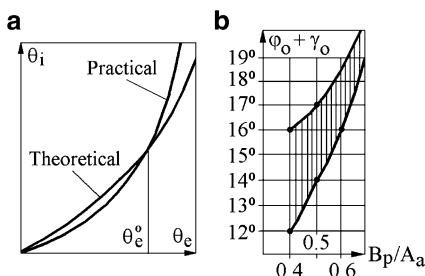 a
θi
Practical
Theoretical
θe°
θe
b
φo + γo
19°
18°
17°
16°
15°
14°
13°
12°
0.5
0 4
0 6
Bp/Aa